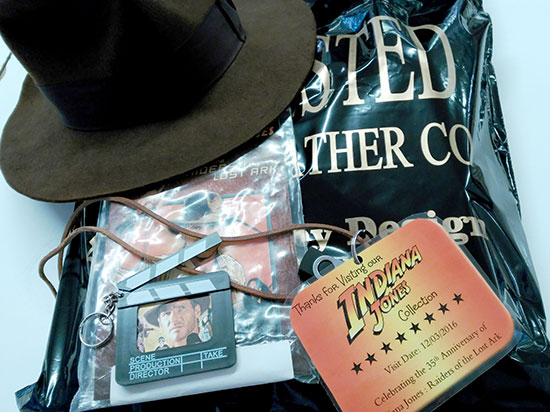 STED
THER CO
y Design
LOST ARK
Thanks For Visiting our
INDIANA
JONES
Collection
Visit Date: 12/03/2016
Celebrating the 35th Anniversary of
iana Jones - Raiders of the Lost Ark
SCENE
PRODUCTION TAKE
DIRECTOR